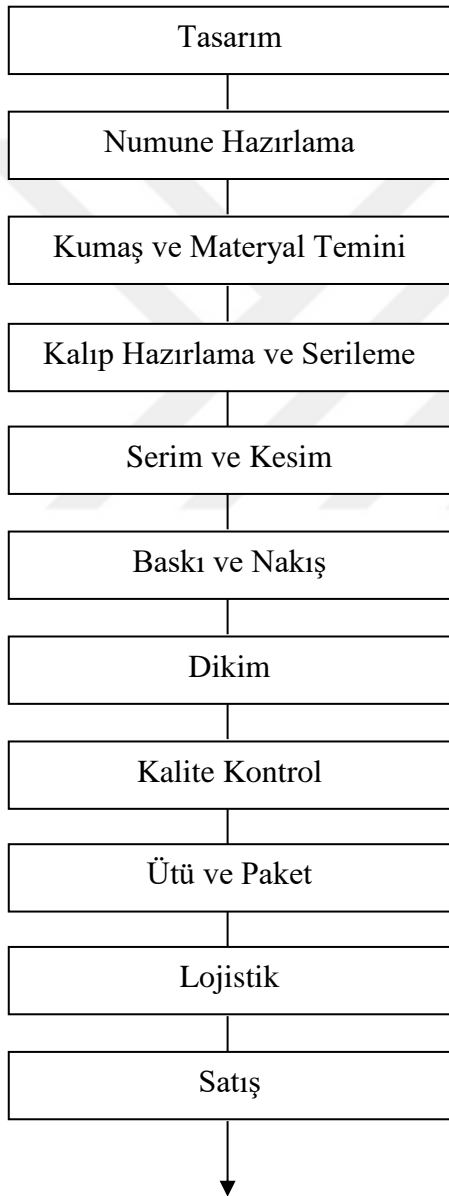 Tasarım
Numune Hazırlama
Kumaş ve Materyal Temini
Kalıp Hazırlama ve Serileme
Serim ve Kesim
Baskı ve Nakış
Dikim
Kalite Kontrol
Ütü ve Paket
Lojistik
Satış